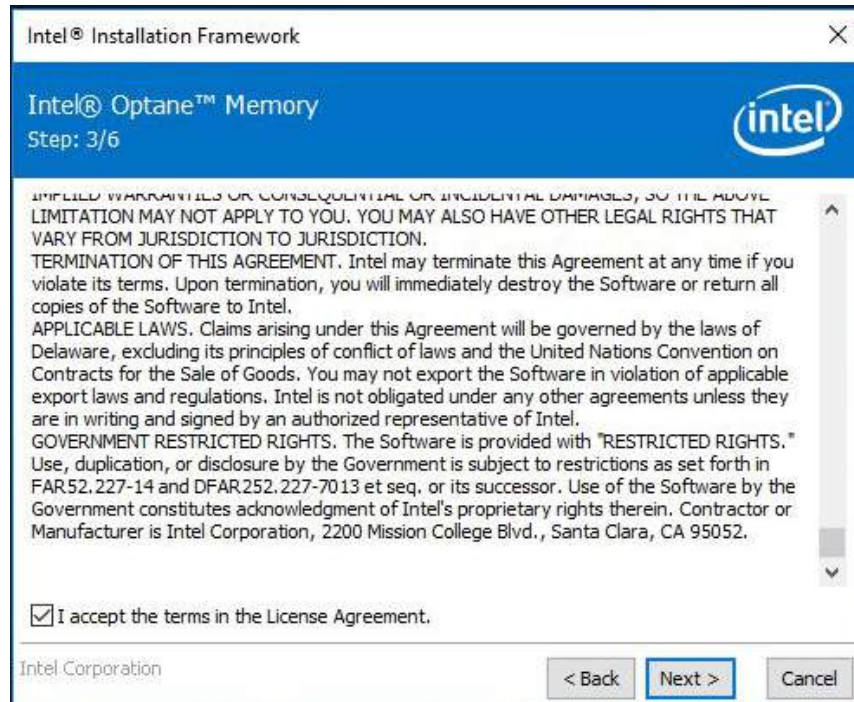 Intel® Installation Framework
Intel® Optane™ Memory
Step: 3/6
intel
IMPLIED WARRANTIES OR CONSEQUENTIAL OR INCIDENTAL DAMAGES, SO THE ABOVE
LIMITATION MAY NOT APPLY TO YOU. YOU MAY ALSO HAVE OTHER LEGAL RIGHTS THAT
VARY FROM JURISDICTION TO JURISDICTION.
TERMINATION OF THIS AGREEMENT. Intel may terminate this Agreement at any time if you
violate its terms. Upon termination, you will immediately destroy the Software or return all
copies of the Software to Intel.
APPLICABLE LAWS. Claims arising under this Agreement will be governed by the laws of
Delaware, excluding its principles of conflict of laws and the United Nations Convention on
Contracts for the Sale of Goods. You may not export the Software in violation of applicable
export laws and regulations. Intel is not obligated under any other agreements unless they
are in writing and signed by an authorized representative of Intel.
GOVERNMENT RESTRICTED RIGHTS. The Software is provided with "RESTRICTED RIGHTS."
Use, duplication, or disclosure by the Government is subject to restrictions as set forth in
FAR52.227-14 and DFAR252.227-7013 et seq. or its successor. Use of the Software by the
Government constitutes acknowledgment of Intel's proprietary rights therein. Contractor or
Manufacturer is Intel Corporation, 2200 Mission College Blvd., Santa Clara, CA 95052.
I accept the terms in the License Agreement.
Intel Corporation
< Back Next > Cancel